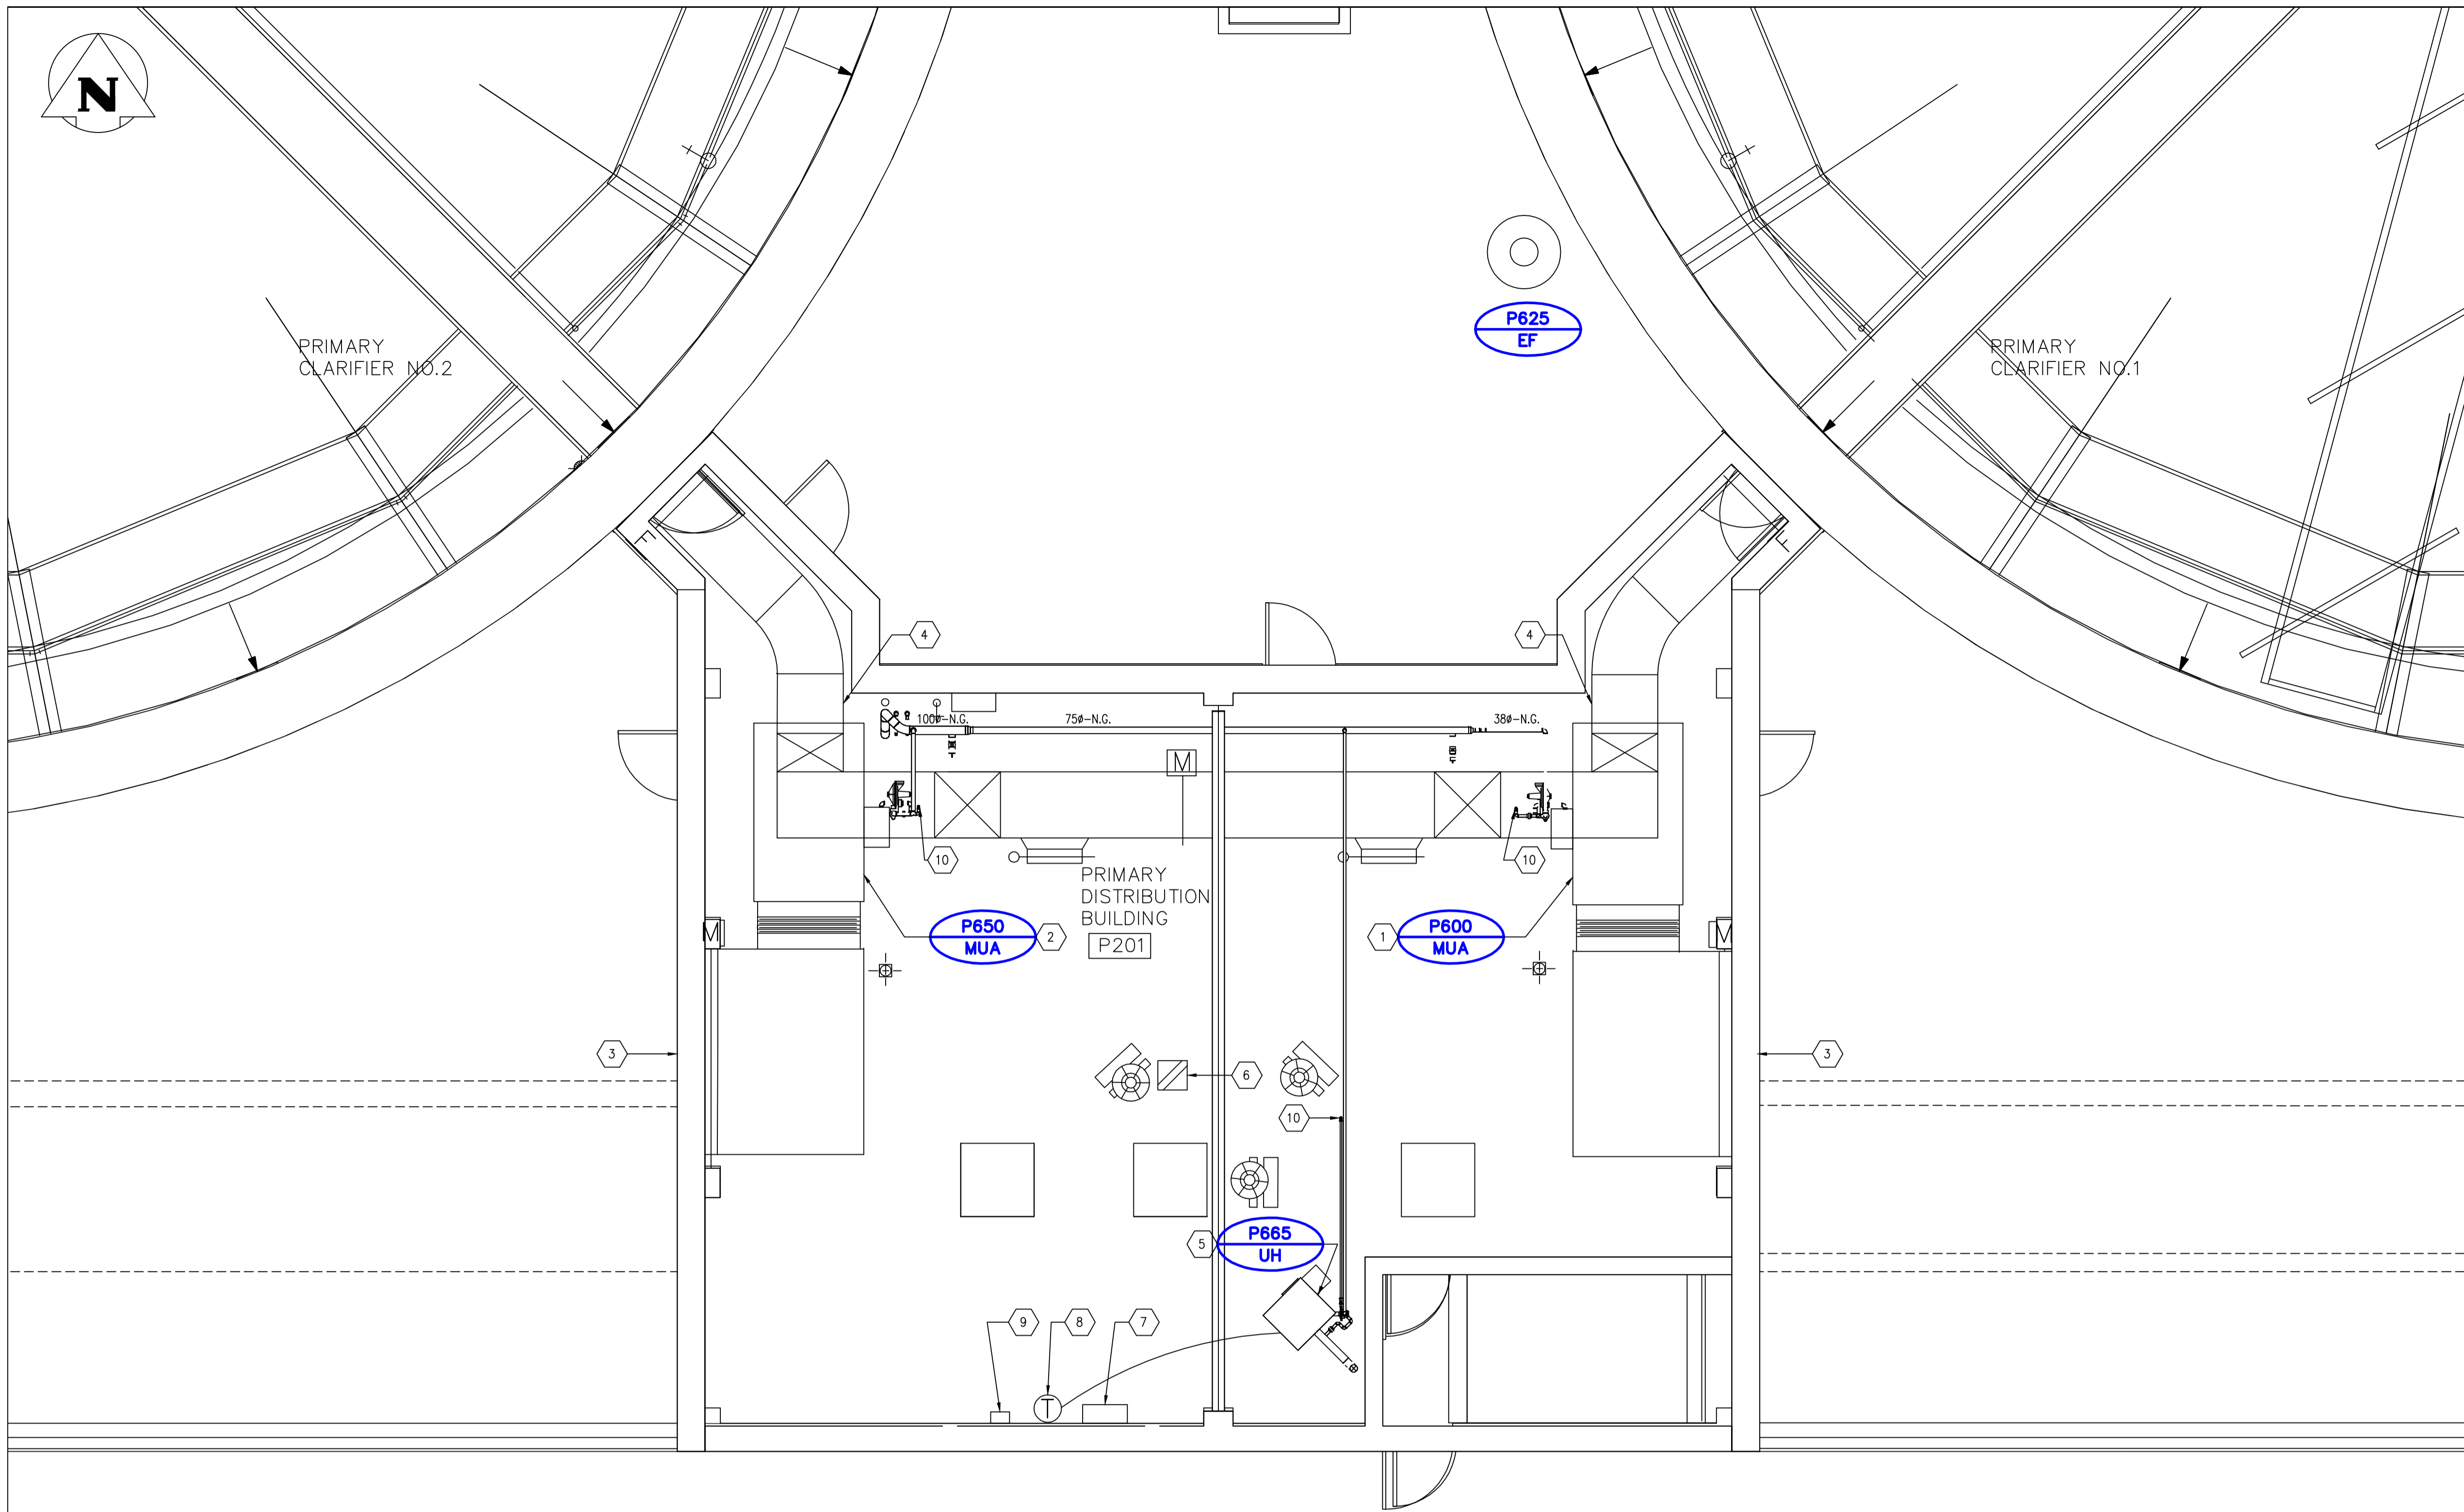 N
P625
EF
PRIMARY
CLARIFIER NO.2
PRIMARY
CLARIFIER NO.1
4
4
100ø-N.G.
75ø-N.G.
38ø-N.G.
M
10
10
PRIMARY
DISTRIBUTION
BUILDING
P201
P650
MUA
2
1
P600
MUA
M
M
3
3
6
10
P665
UH
5
9
8
7
T